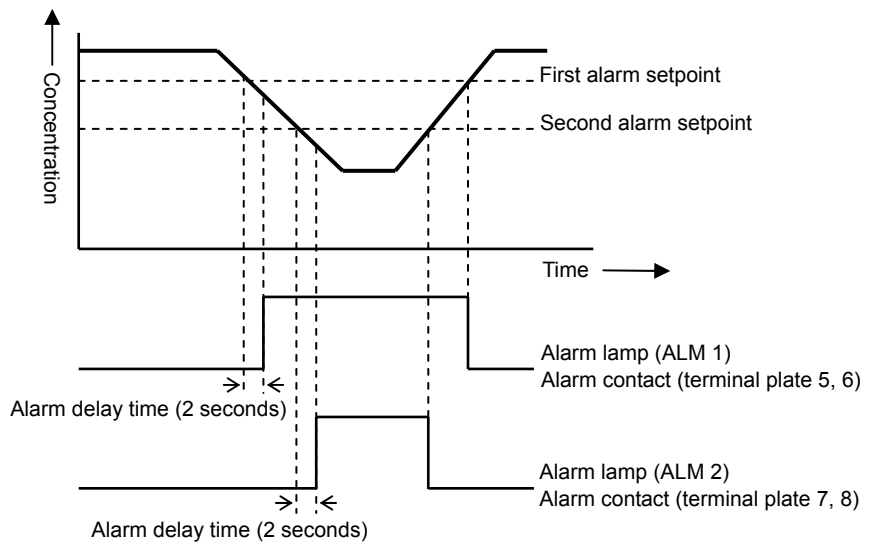 Concentration
First alarm setpoint
Second alarm setpoint
Time
Alarm lamp (ALM 1)
Alarm contact (terminal plate 5, 6)
Alarm delay time (2 seconds)
Alarm lamp (ALM 2)
Alarm contact (terminal plate 7, 8)
Alarm delay time (2 seconds)